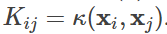 K_{ij} = κ(𝐱_i, 𝐱_j).